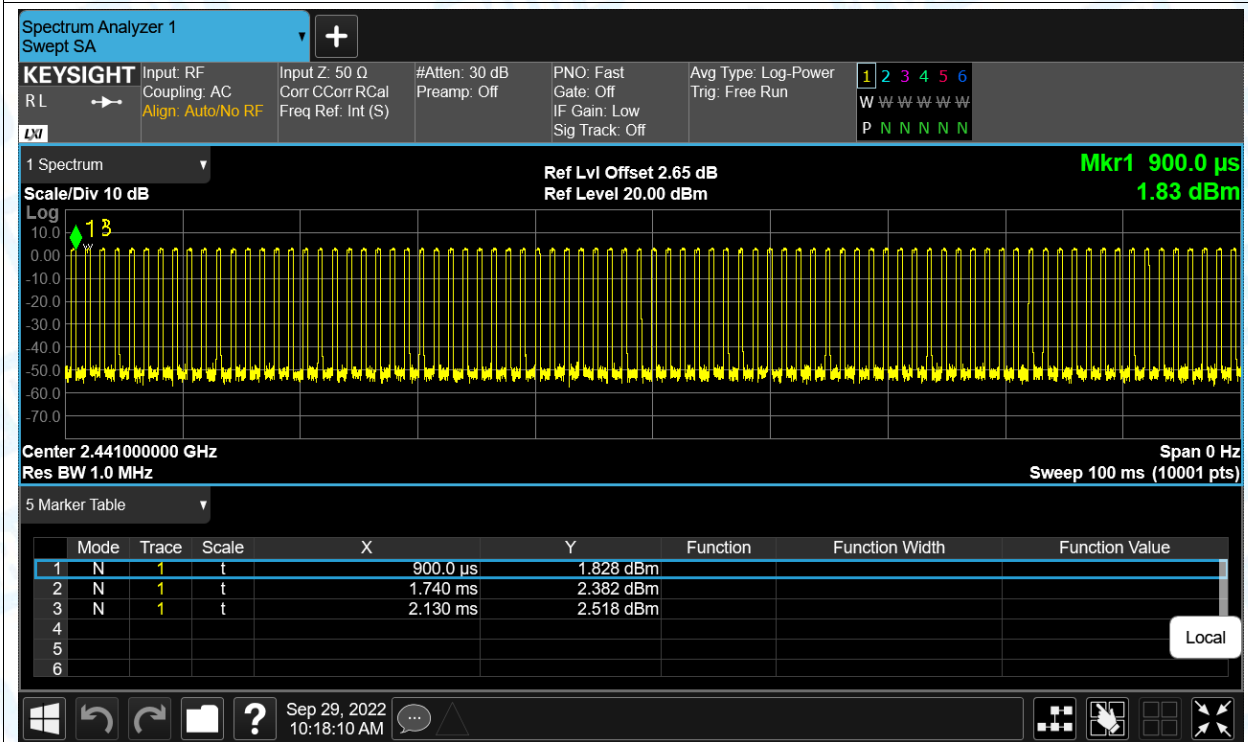 Spectrum Analyzer 1
Swept SA
+
KEYSIGHT Input: RF Input Z: 50 Ω #Atten: 30 dB PNO: Fast Avg Type: Log-Power 1 2 3 4 5 6
R L Coupling: AC Corr CCorr RCal Preamp: Off Gate: Off Trig: Free Run W W W W W W
Align: Auto/No RF Freq Ref: Int (S) IF Gain: Low P N N N N N
LXI Sig Track: Off
1 Spectrum Ref Lvl Offset 2.65 dB Mkr1 900.0 µs
Scale/Div 10 dB Ref Level 20.00 dBm 1.83 dBm
Log
10.0
0.00
-10.0
-20.0
-30.0
-40.0
-50.0
-60.0
-70.0
Center 2.441000000 GHz Span 0 Hz
Res BW 1.0 MHz Sweep 100 ms (10001 pts)
5 Marker Table
Mode Trace Scale X Y Function Function Width Function Value
1 N 1 t 900.0 µs 1.828 dBm
2 N 1 t 1.740 ms 2.382 dBm
3 N 1 t 2.130 ms 2.518 dBm
4
5
6
Local
? Sep 29, 2022
10:18:10 AM